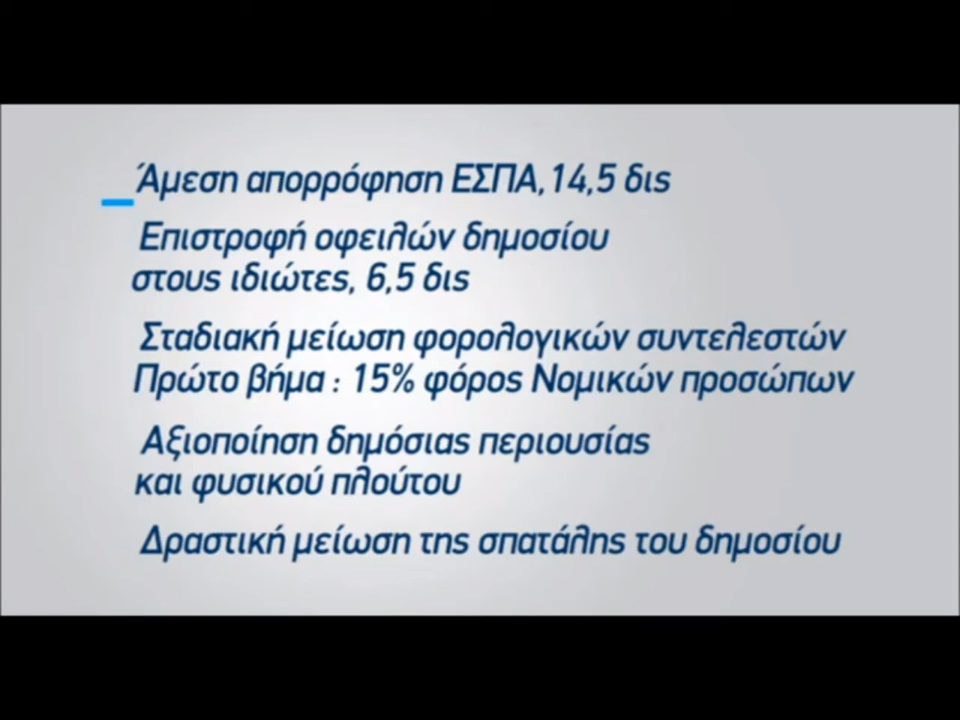 Άμεση απορρόφηση ΕΣΠΑ, 14,5 δις
Επιστροφή οφειλών δημοσίου
στους ιδιώτες, 6,5 δις
Σταδιακή μείωση φορολογικών συντελεστών
Πρώτο βήμα : 15% φόρος Νομικών προσώπων
Αξιοποίηση δημόσιας περιουσίας
και φυσικού πλούτου
Δραστική μείωση της σπατάλης του δημοσίου